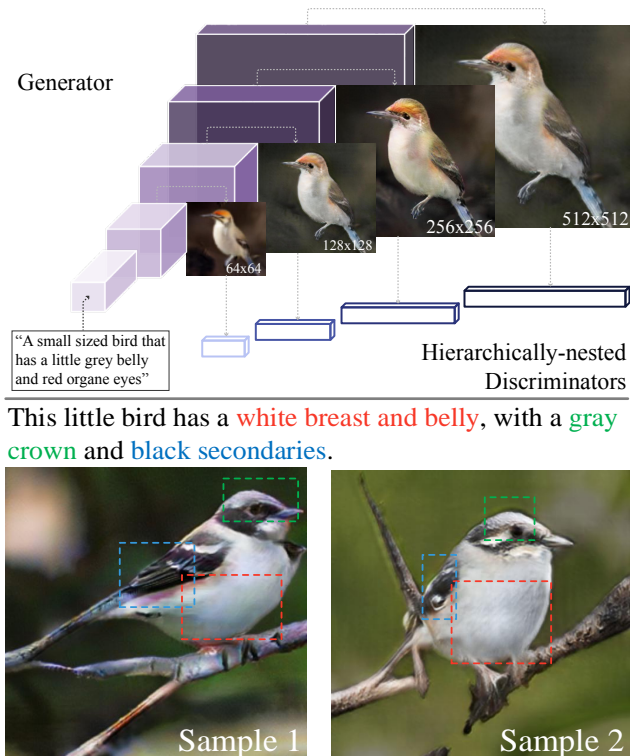 Generator
64x64
128x128
256x256
512x512
“A small sized bird that
has a little grey belly
and red organe eyes”
Hierarchically-nested
Discriminators
This little bird has a white breast and belly, with a gray
crown and black secondaries.
Sample 1
Sample 2